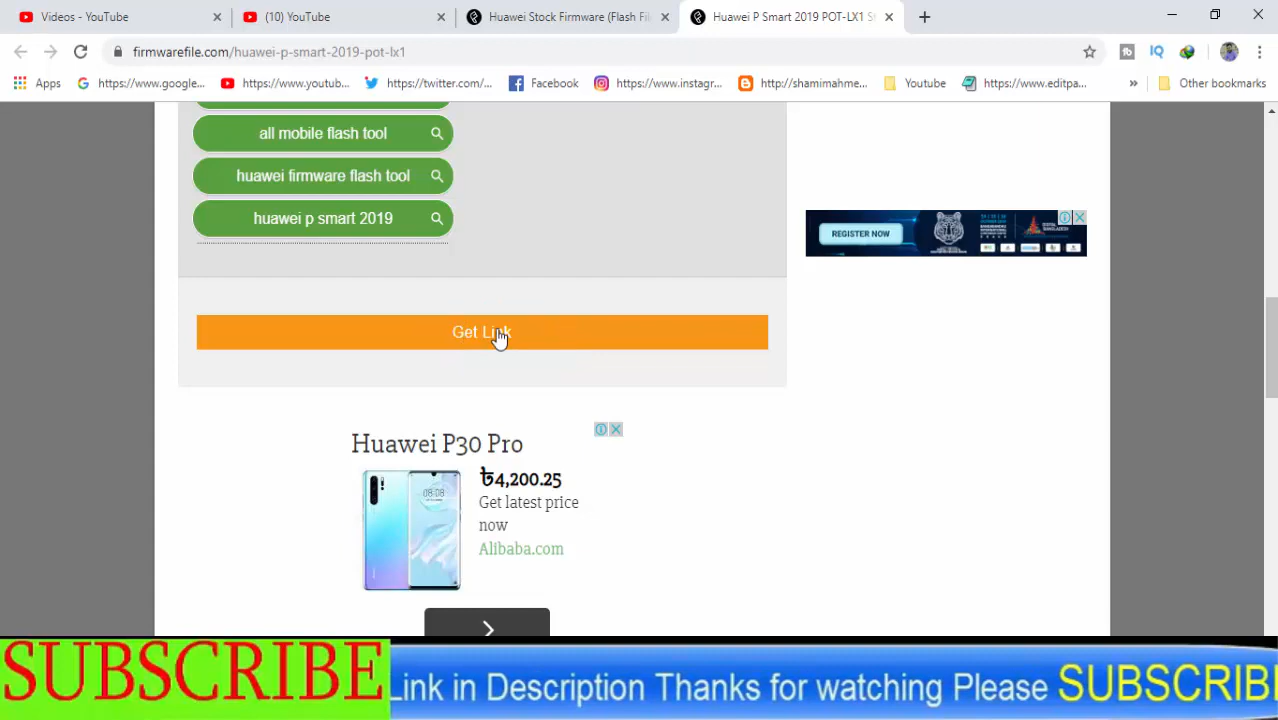 Videos - YouTube
(10) YouTube
Huawei Stock Firmware (Flash Fil
Huawei P Smart 2019 POT-LX1 S
firmwarefile.com/huawei-p-smart-2019-pot-lx1
Apps
https://www.google...
https://www.youtub...
https://twitter.com/...
Facebook
https://www.instagr...
http://shamimahme...
Youtube
https://www.editpa...
Other bookmarks
all mobile flash tool
huawei firmware flash tool
huawei p smart 2019
REGISTER NOW
Get Link
Huawei P30 Pro
৳4,200.25
Get latest price
now
Alibaba.com
08:08
SUBSCRIBE
Link in Description Thanks for watching Please SUBSCRIB